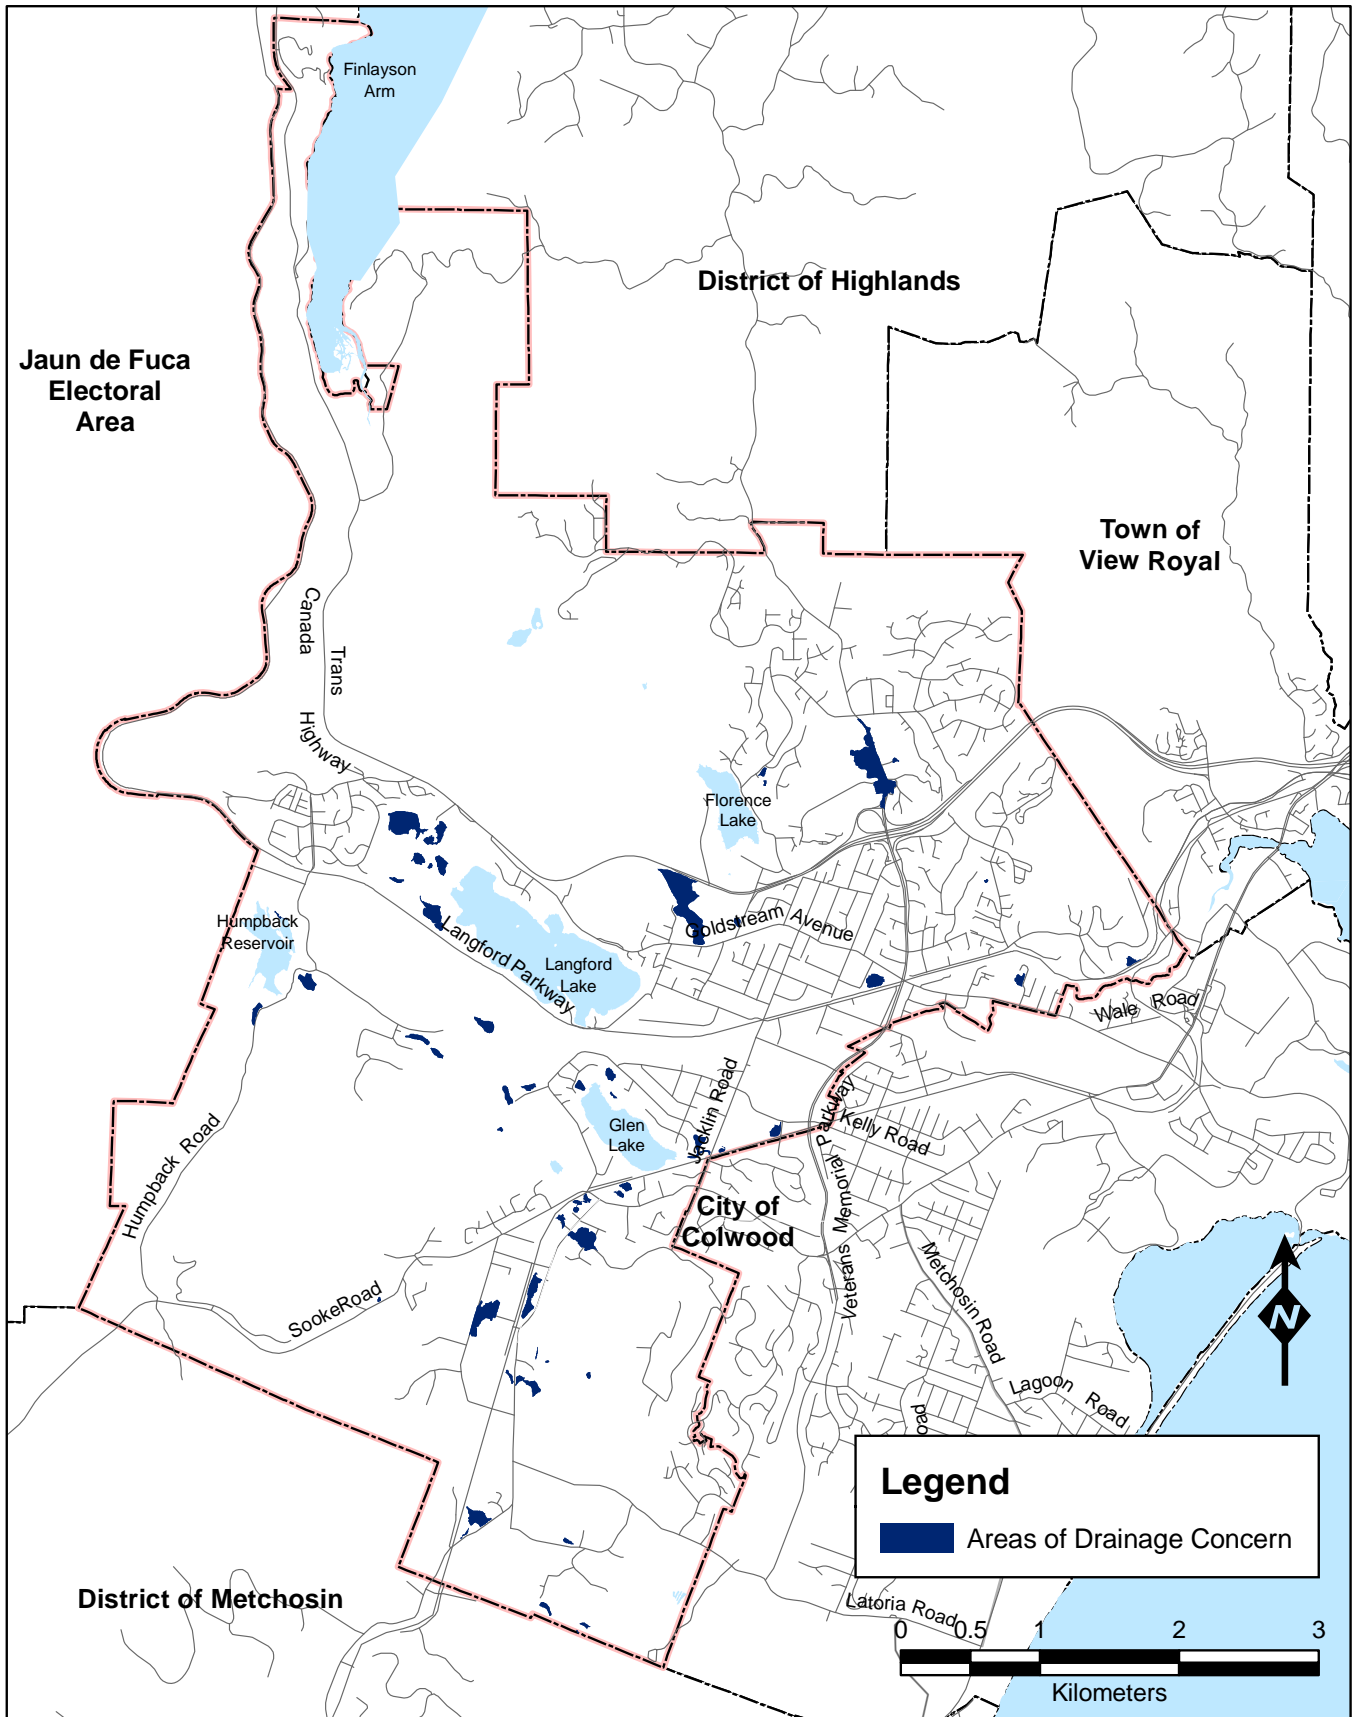 Finlayson
Arm
District of Highlands
Jaun de Fuca
Electoral
Area
Town of
View Royal
Canada
Trans
Highway
Florence
Lake
Goldstream Avenue
Humpback
Reservoir
Langford Parkway
Langford
Lake
Wale Road
Jacklin Road
Glen
Lake
Kelly Road
Humpback Road
Veterans Memorial Parkway
City of
Colwood
Metchosin Road
SookeRoad
Lagoon Road
N
oad
Legend
Areas of Drainage Concern
District of Metchosin
Latoria Road
0 0.5 1 2 3
Kilometers